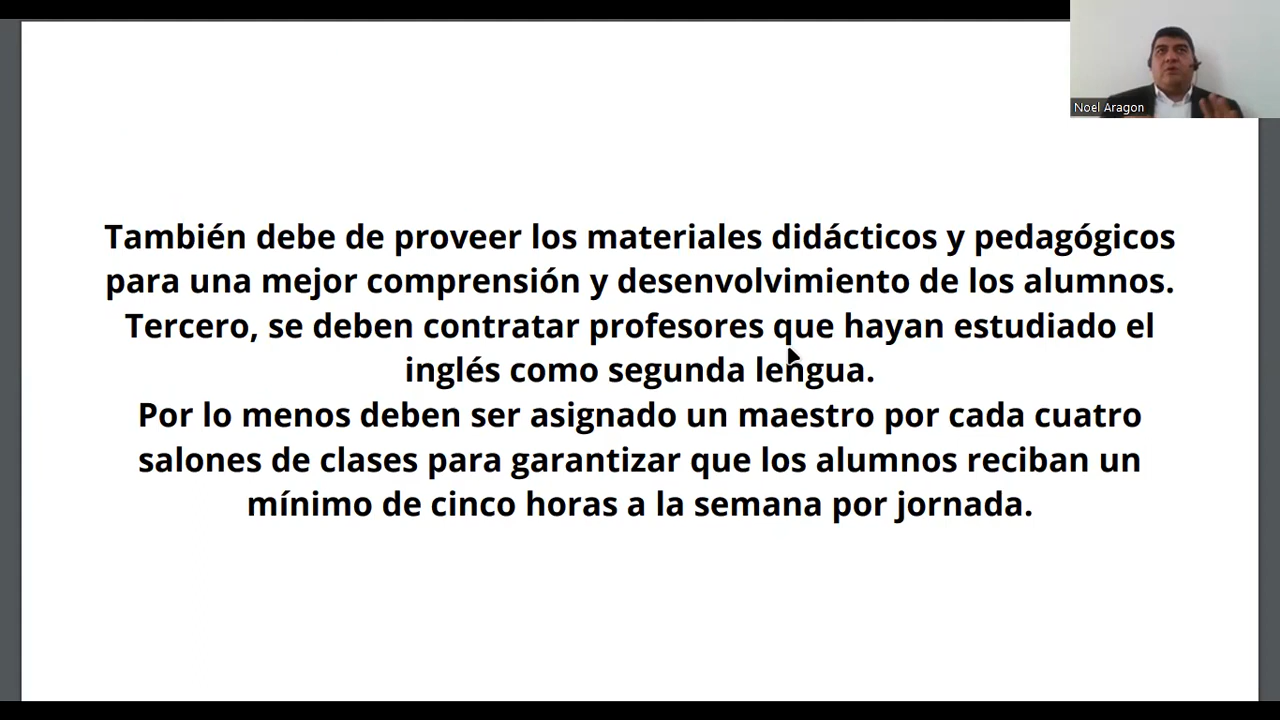 Noel Aragon
También debe de proveer los materiales didácticos y pedagógicos
para una mejor comprensión y desenvolvimiento de los alumnos.
Tercero, se deben contratar profesores que hayan estudiado el
inglés como segunda lengua.
Por lo menos deben ser asignado un maestro por cada cuatro
salones de clases para garantizar que los alumnos reciban un
mínimo de cinco horas a la semana por jornada.